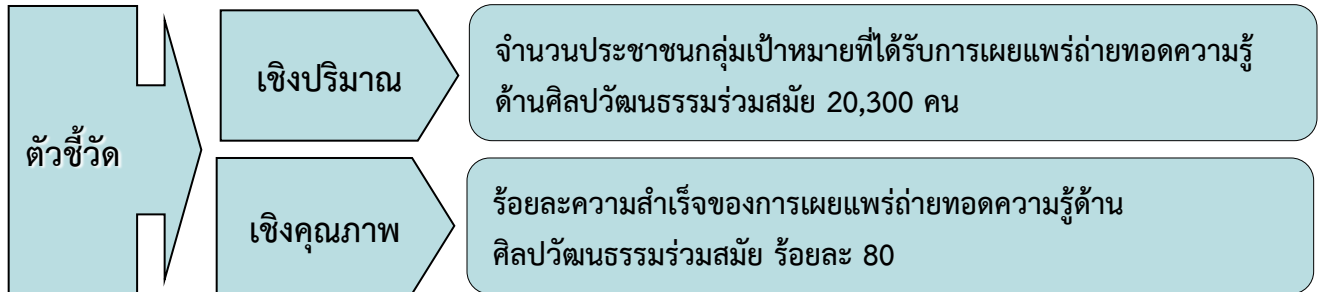 ตัวชี้วัด
เชิงปริมาณ
จำนวนประชาชนกลุ่มเป้าหมายที่ได้รับการเผยแพร่ถ่ายทอดความรู้
ด้านศิลปวัฒนธรรมร่วมสมัย 20,300 คน
เชิงคุณภาพ
ร้อยละความสำเร็จของการเผยแพร่ถ่ายทอดความรู้ด้าน
ศิลปวัฒนธรรมร่วมสมัย ร้อยละ 80